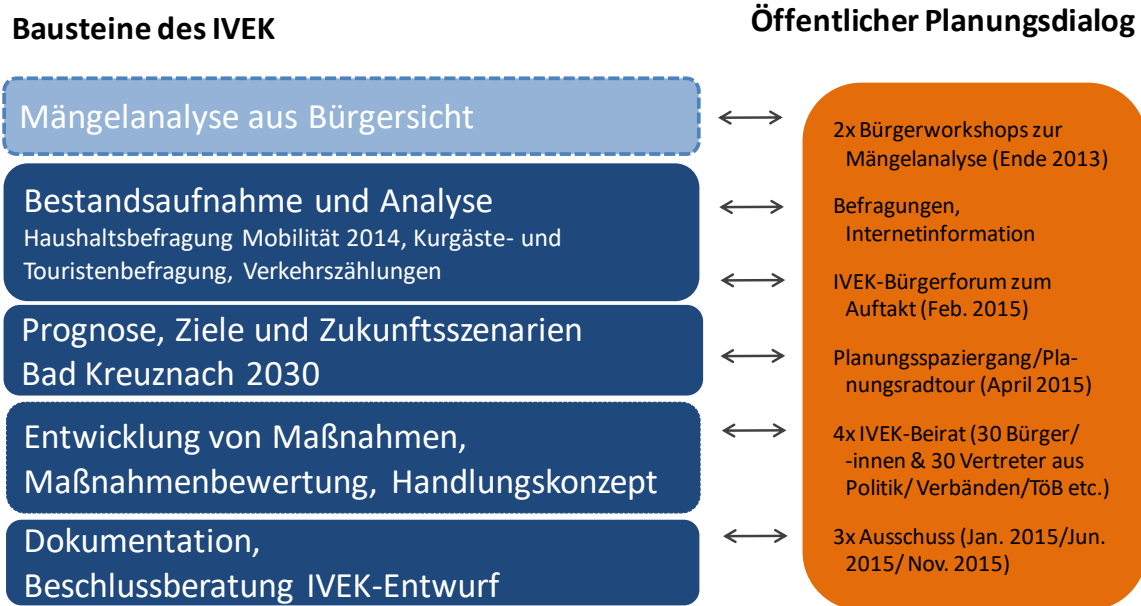 Bausteine des IVEK
Öffentlicher Planungsdialog
Mängelanalyse aus Bürgersicht
Bestandsaufnahme und Analyse
Haushaltsbefragung Mobilität 2014, Kurgäste- und
Touristenbefragung, Verkehrszählungen
Prognose, Ziele und Zukunftsszenarien
Bad Kreuznach 2030
Entwicklung von Maßnahmen,
Maßnahmenbewertung, Handlungskonzept
Dokumentation,
Beschlussberatung IVEK-Entwurf
2x Bürgerworkshops zur
Mängelanalyse (Ende 2013)
Befragungen,
Internetinformation
IVEK-Bürgerforum zum
Auftakt (Feb. 2015)
Planungsspaziergang/Pla-
nungsradtour (April 2015)
4x IVEK-Beirat (30 Bürger/
-innen & 30 Vertreter aus
Politik/ Verbänden/TöB etc.)
3x Ausschuss (Jan. 2015/Jun.
2015/ Nov. 2015)